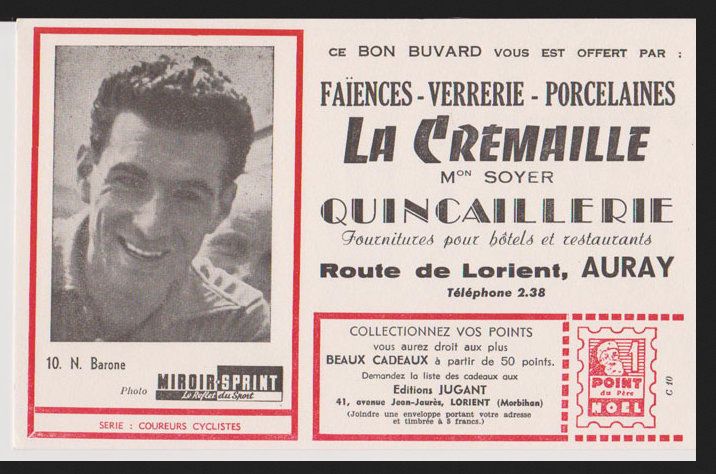 10. N. Barone
Photo MIROIR-SPRINT
Le Reflet du Sport
SERIE : COUREURS CYCLISTES
CE BON BUVARD VOUS EST OFFERT PAR :
FAÏENCES - VERRERIE - PORCELAINES
LA CRÉMAILLE
MON SOYER
QUINCAILLERIE
Fournitures pour hôtels et restaurants
Route de Lorient, AURAY
Téléphone 2.38
COLLECTIONNEZ VOS POINTS
vous aurez droit aux plus
BEAUX CADEAUX à partir de 50 points.
Demandez la liste des cadeaux aux
Editions JUGANT
41, avenue Jean-Jaurès, LORIENT (Morbihan)
(Joindre une enveloppe portant votre adresse
et timbrée à 5 francs.)
1
POINT
du Père
NOEL
C 10